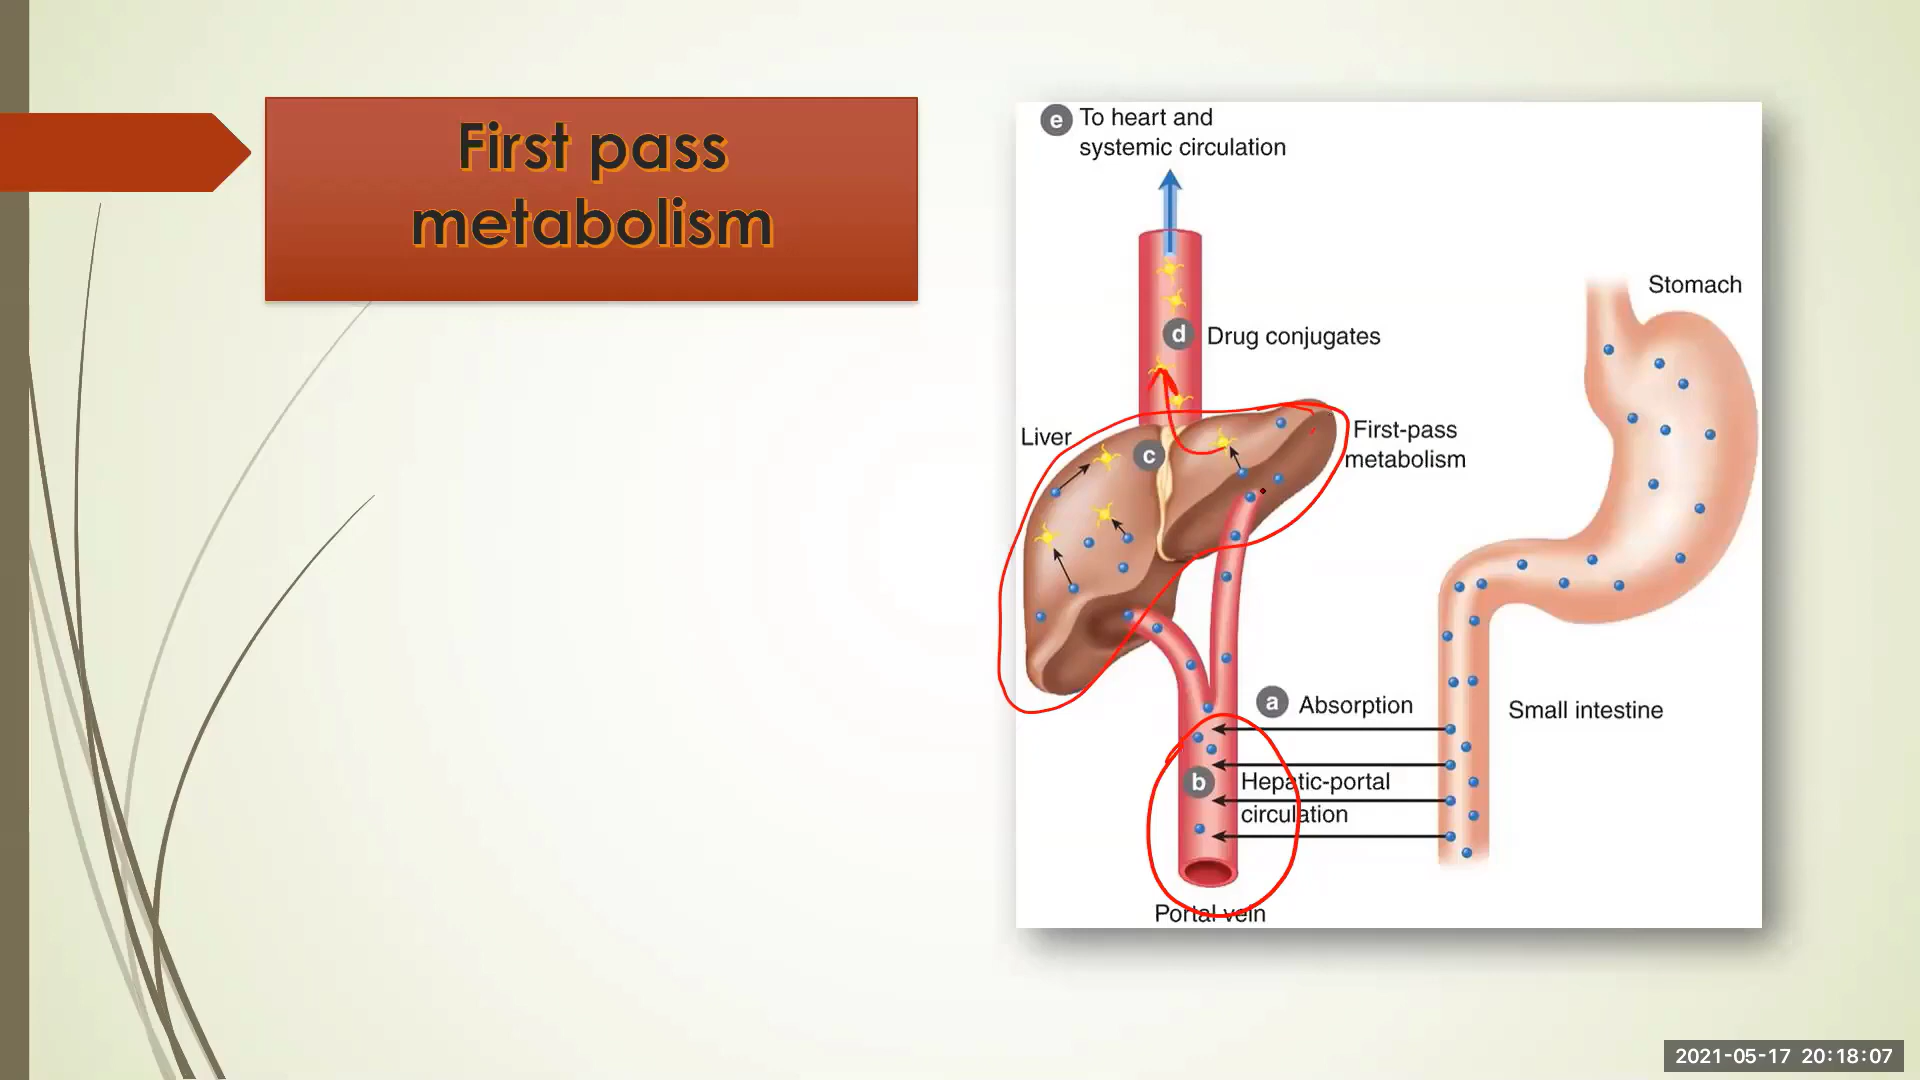 First pass
metabolism
e To heart and
systemic circulation
d Drug conjugates
Stomach
Liver
c
First-pass
metabolism
a Absorption
Small intestine
b Hepatic-portal
circulation
Portal vein
2021-05-17 20:18:07